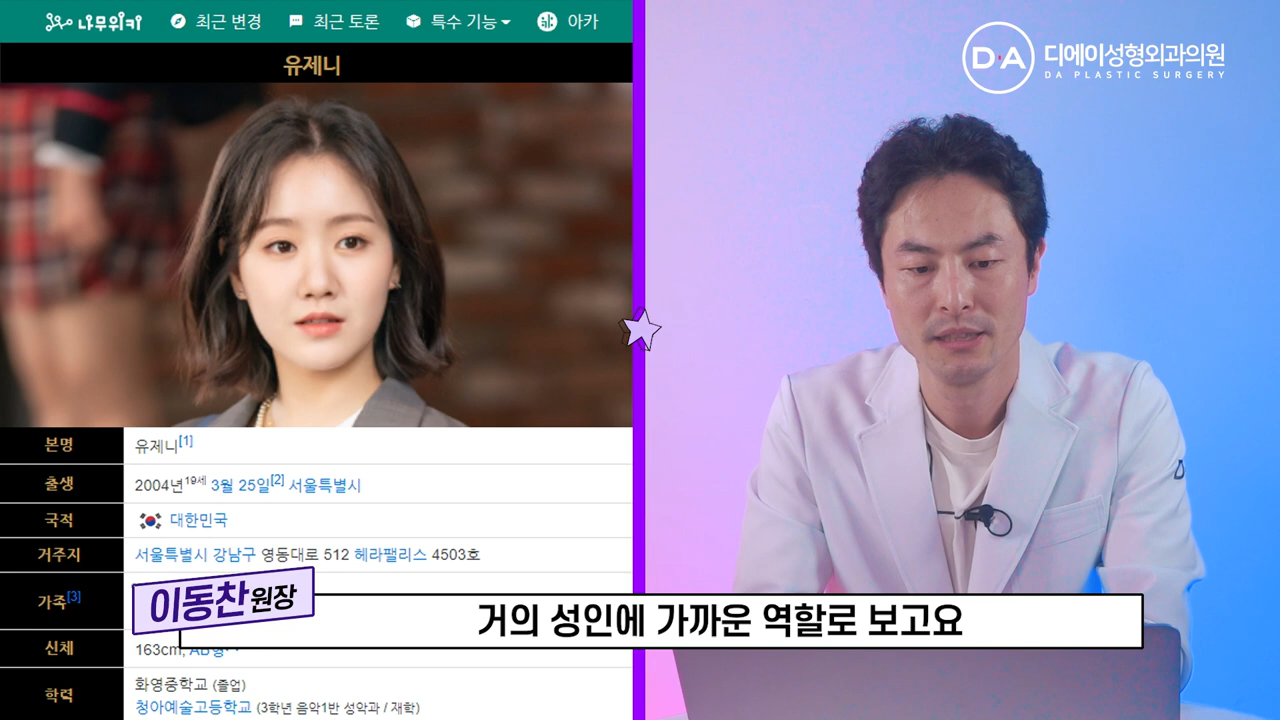 나무위키 최근 변경 최근 토론 특수 기능 아카
유제니
D·A 디에이성형외과의원
DA PLASTIC SURGERY
본명 유제니[1]
출생 2004년19세 3월 25일[2] 서울특별시
국적 대한민국
거주지 서울특별시 강남구 영동대로 512 헤라팰리스 4503호
가족[3]
이동찬 원장
거의 성인에 가까운 역할로 보고요
신체 163cm, AB형
학력 화영중학교 (졸업)
청아예술고등학교 (3학년 음악1반 성악과 / 재학)